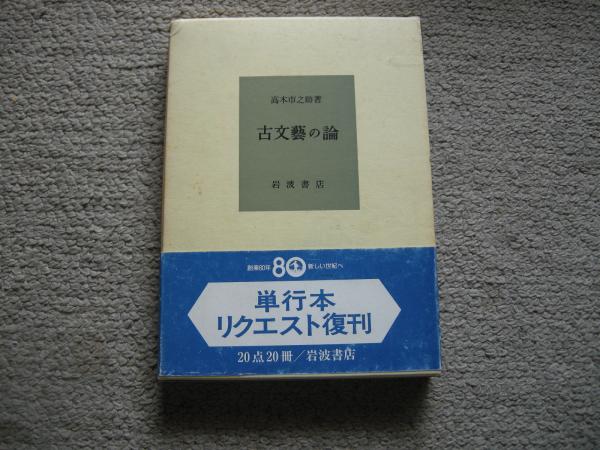 高木市之助著
古文藝の論
岩波書店
創業80年 80 新しい世紀へ
単行本
リクエスト復刊
20点20冊／岩波書店